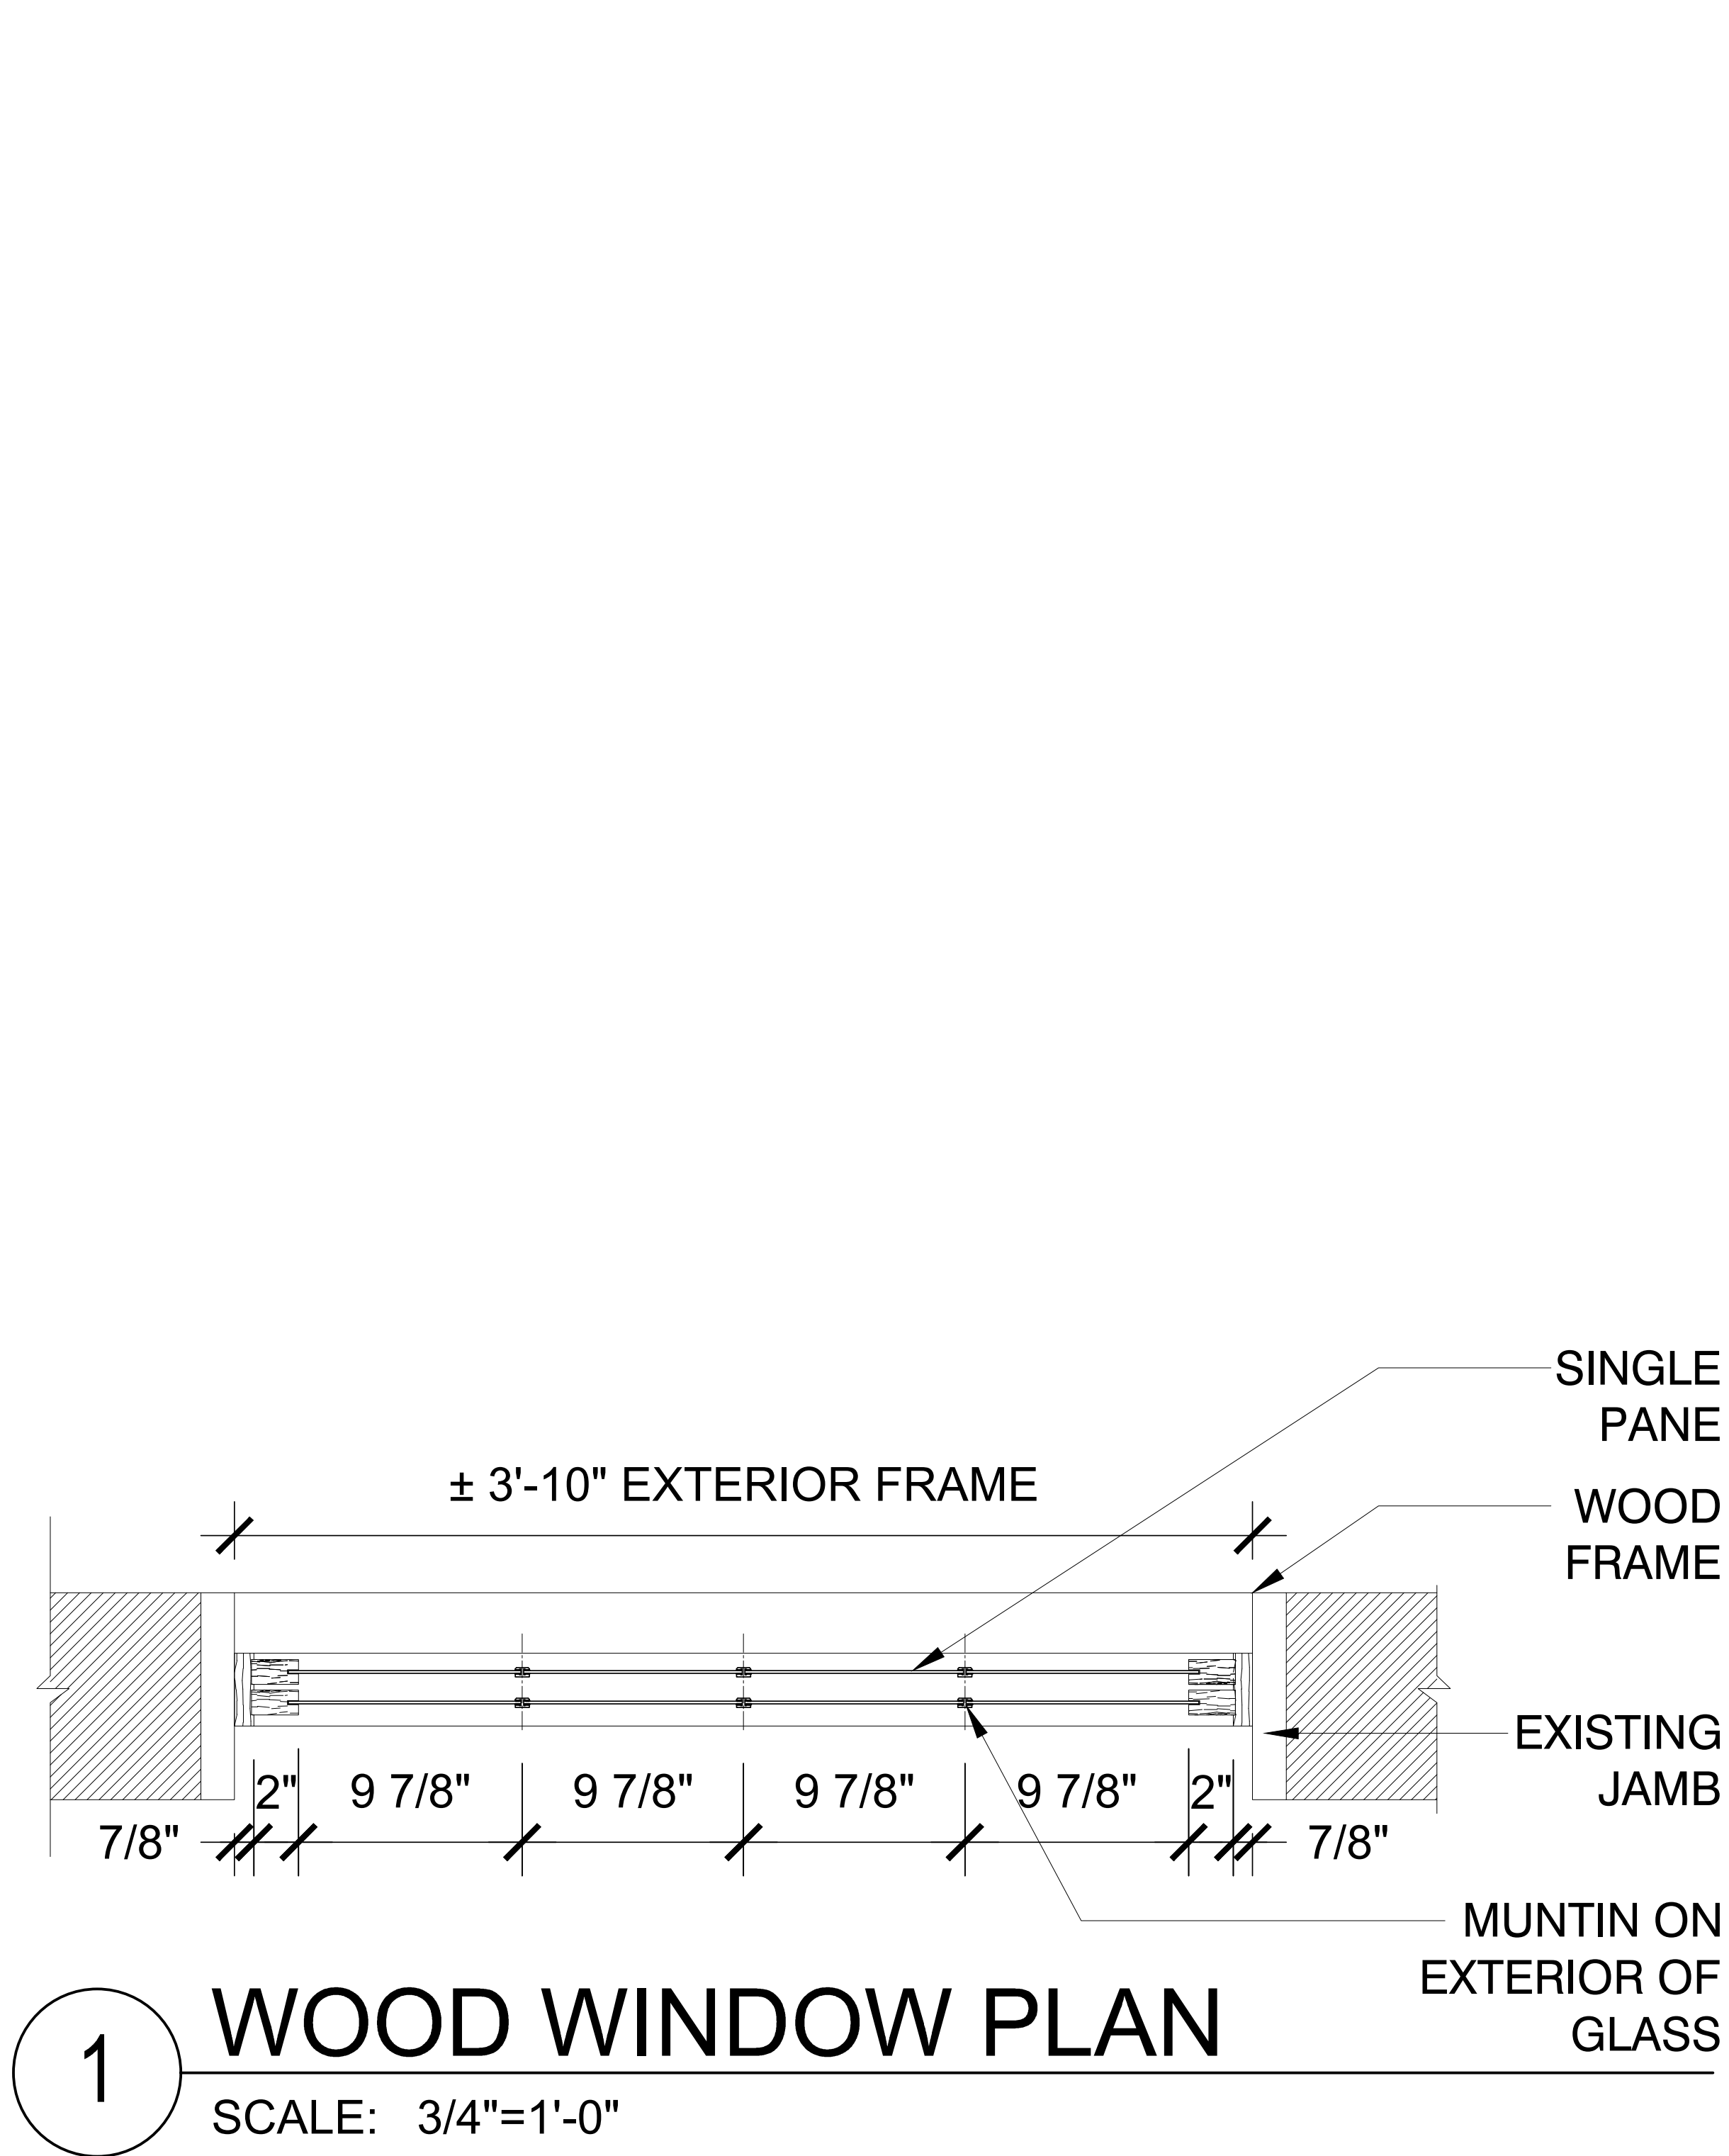 SINGLE
PANE
± 3'-10" EXTERIOR FRAME
WOOD
FRAME
EXISTING
JAMB
2" 9 7/8" 9 7/8" 9 7/8" 9 7/8" 2"
7/8" 7/8"
MUNTIN ON
EXTERIOR OF
GLASS
1 WOOD WINDOW PLAN
SCALE: 3/4"=1'-0"